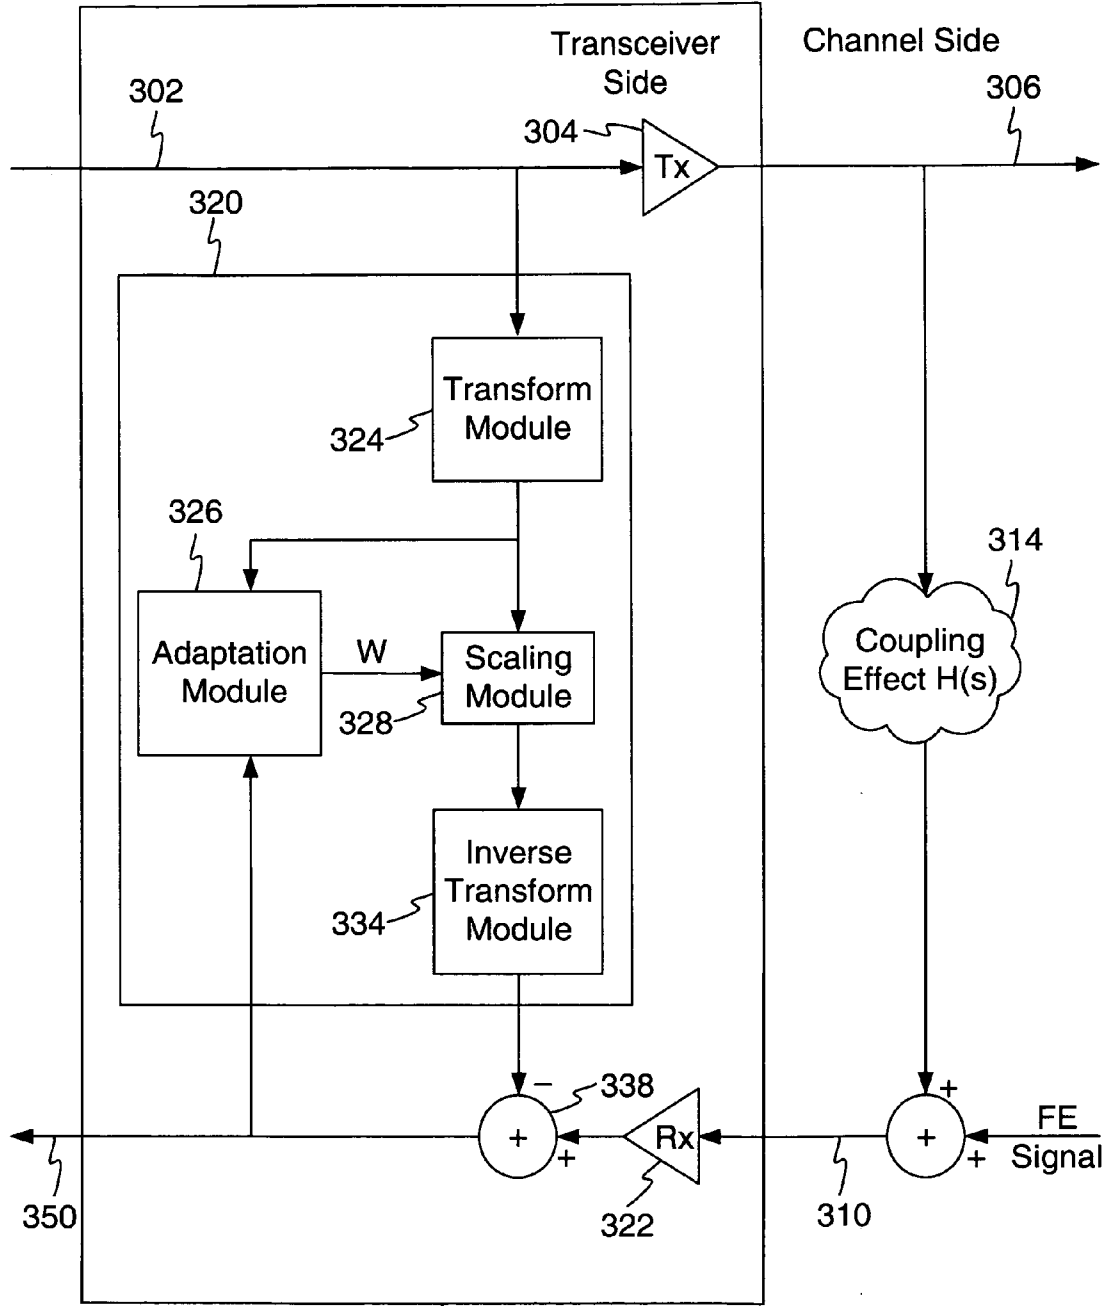 Transceiver
Side
Channel Side
302
304
306
Tx
320
Transform
Module
324
326
314
Adaptation
Module
W
Scaling
Module
328
Coupling
Effect H(s)
Inverse
Transform
Module
334
−
338
+
FE
Signal
+
+
Rx
+
+
350
322
310